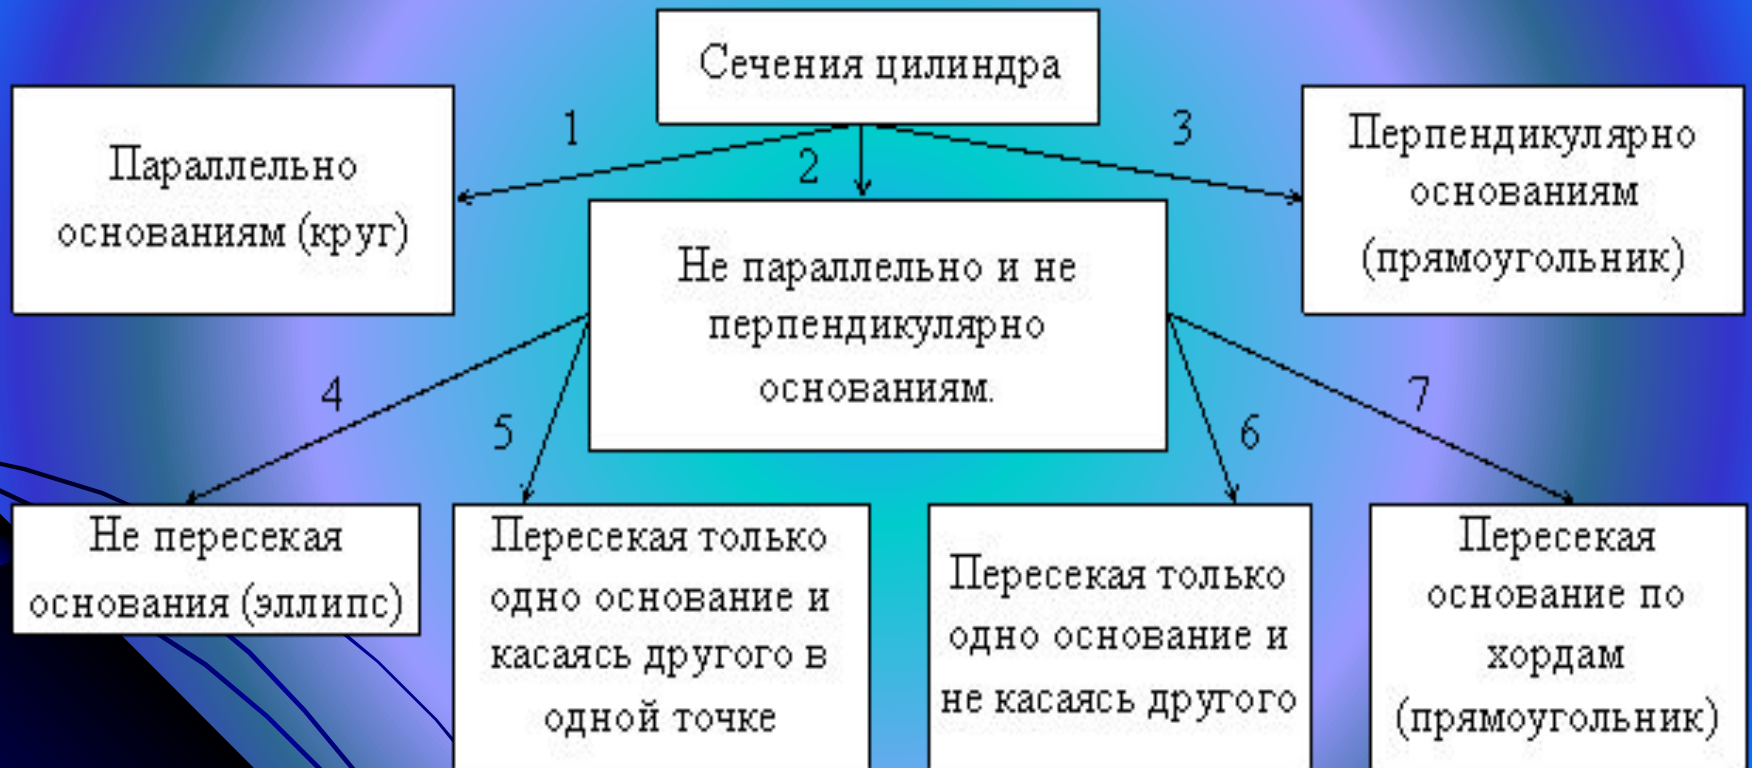 Сечения цилиндра
1
2
3
Параллельно
основаниям (круг)
Не параллельно и не
перпендикулярно
основаниям.
Перпендикулярно
основаниям
(прямоугольник)
4
5
6
7
Не пересекая
основания (эллипс)
Пересекая только
одно основание и
касаясь другого в
одной точке
Пересекая только
одно основание и
не касаясь другого
Пересекая
основание по
хордам
(прямоугольник)